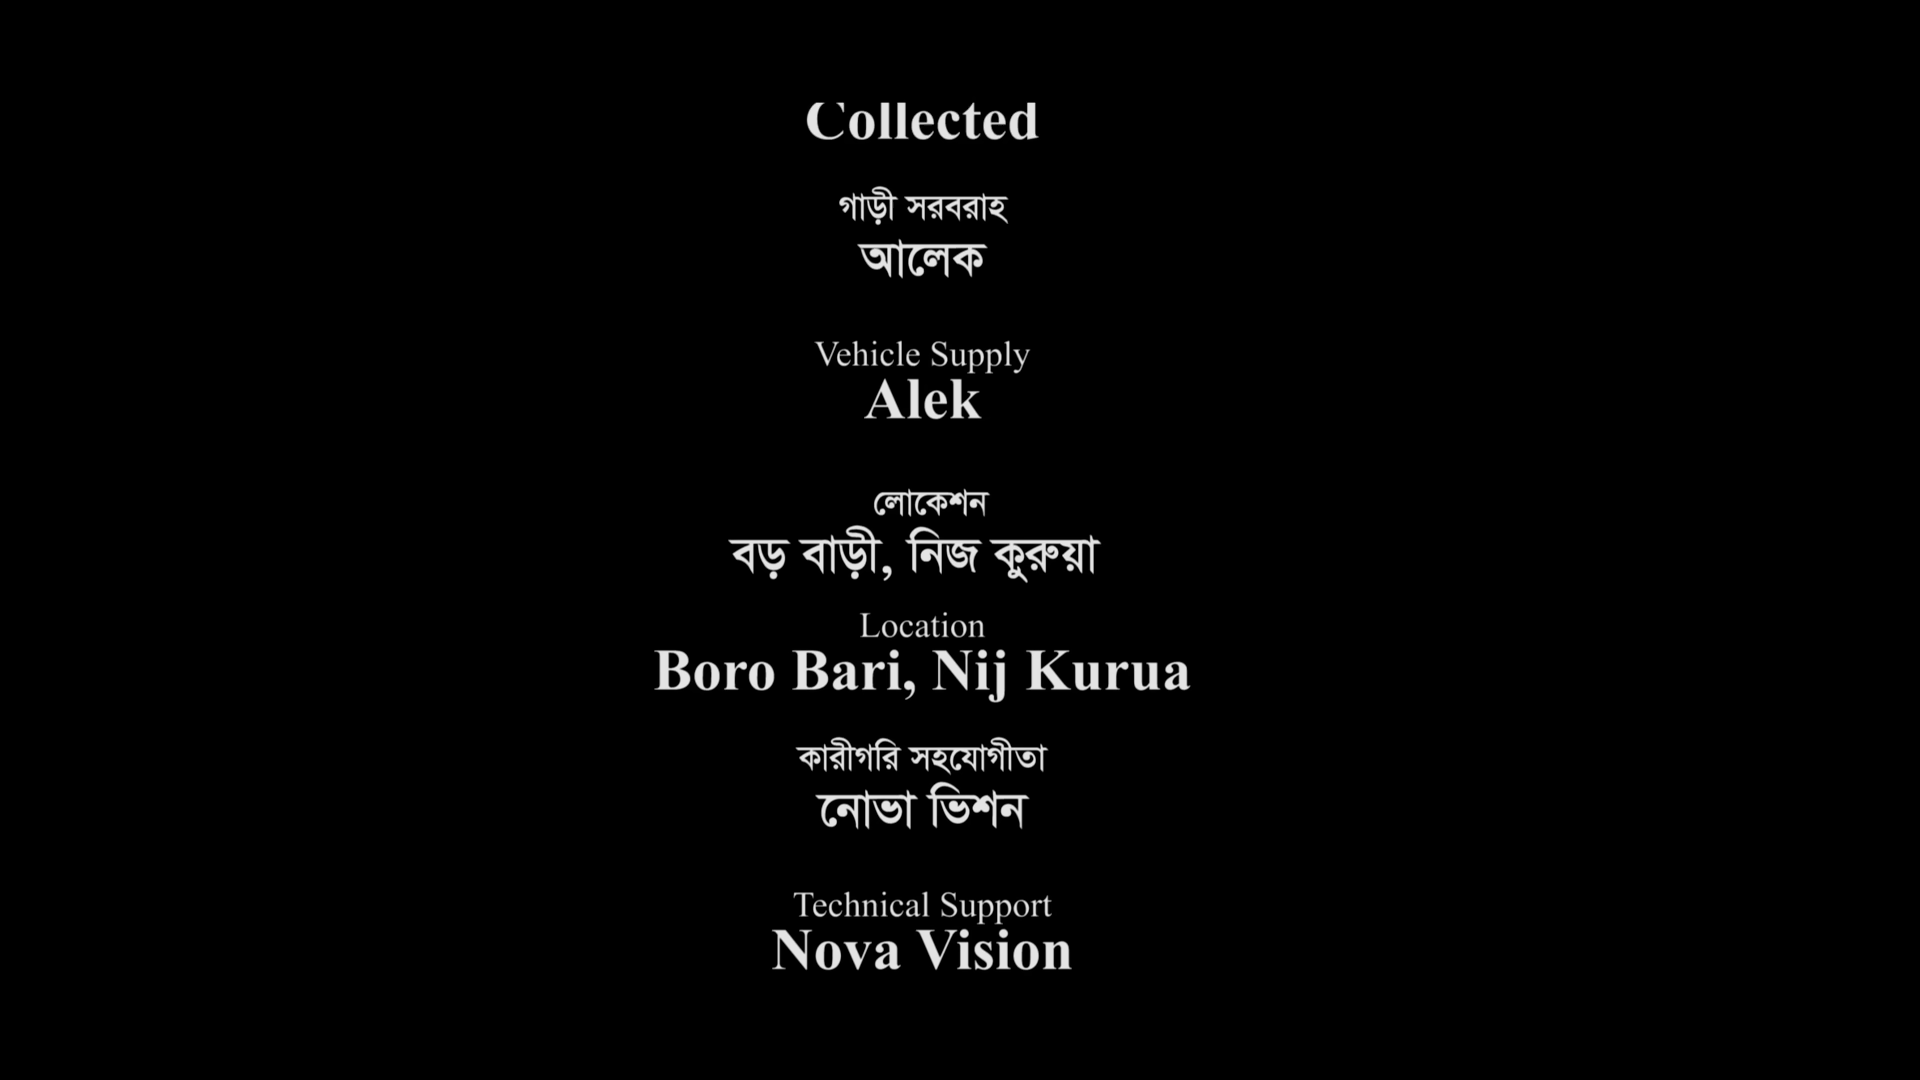 Collected
গাড়ী সরবরাহ
আলেক
Vehicle Supply
Alek
লোকেশন
বড় বাড়ী, নিজ কুরুয়া
Location
Boro Bari, Nij Kurua
কারীগরি সহযোগীতা
নোভা ভিশন
Technical Support
Nova Vision